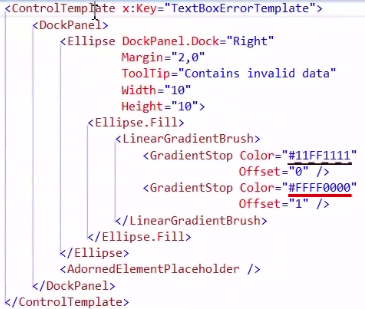 <ControlTemplate x:Key="TextBoxErrorTemplate">
<DockPanel>
<Ellipse DockPanel.Dock="Right"
Margin="2,0"
ToolTip="Contains invalid data"
Width="10"
Height="10">
<Ellipse.Fill>
<LinearGradientBrush>
<GradientStop Color="#11FF1111"
Offset="0" />
<GradientStop Color="#FFFF0000"
Offset="1" />
</LinearGradientBrush>
</Ellipse.Fill>
</Ellipse>
<AdornedElementPlaceholder />
</DockPanel>
</ControlTemplate>